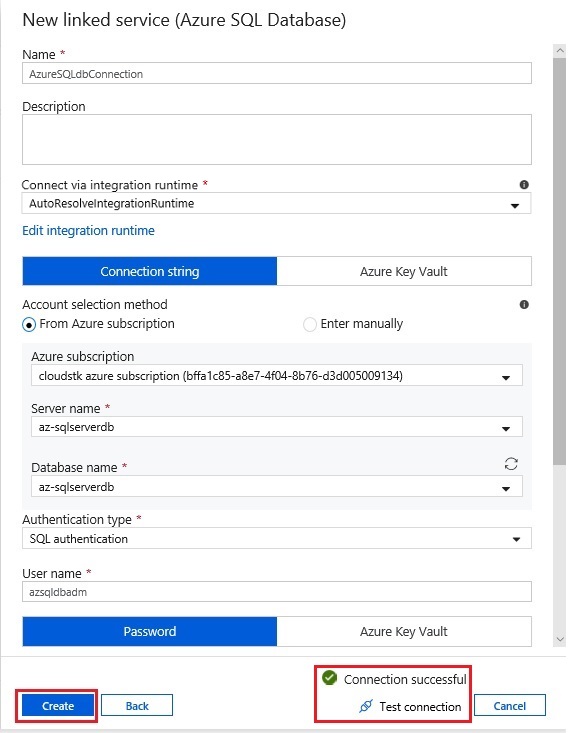 New linked service (Azure SQL Database)
Name *
AzureSQLdbConnection
Description
Connect via integration runtime *
AutoResolveIntegrationRuntime
Edit integration runtime
Connection string Azure Key Vault
Account selection method
From Azure subscription Enter manually
Azure subscription
cloudstk azure subscription (bffa1c85-a8e7-4f04-8b76-d3d005009134)
Server name *
az-sqlserverdb
Database name *
az-sqlserverdb
Authentication type *
SQL authentication
User name *
azsqldbadm
Password Azure Key Vault
Connection successful
Create Back Test connection Cancel